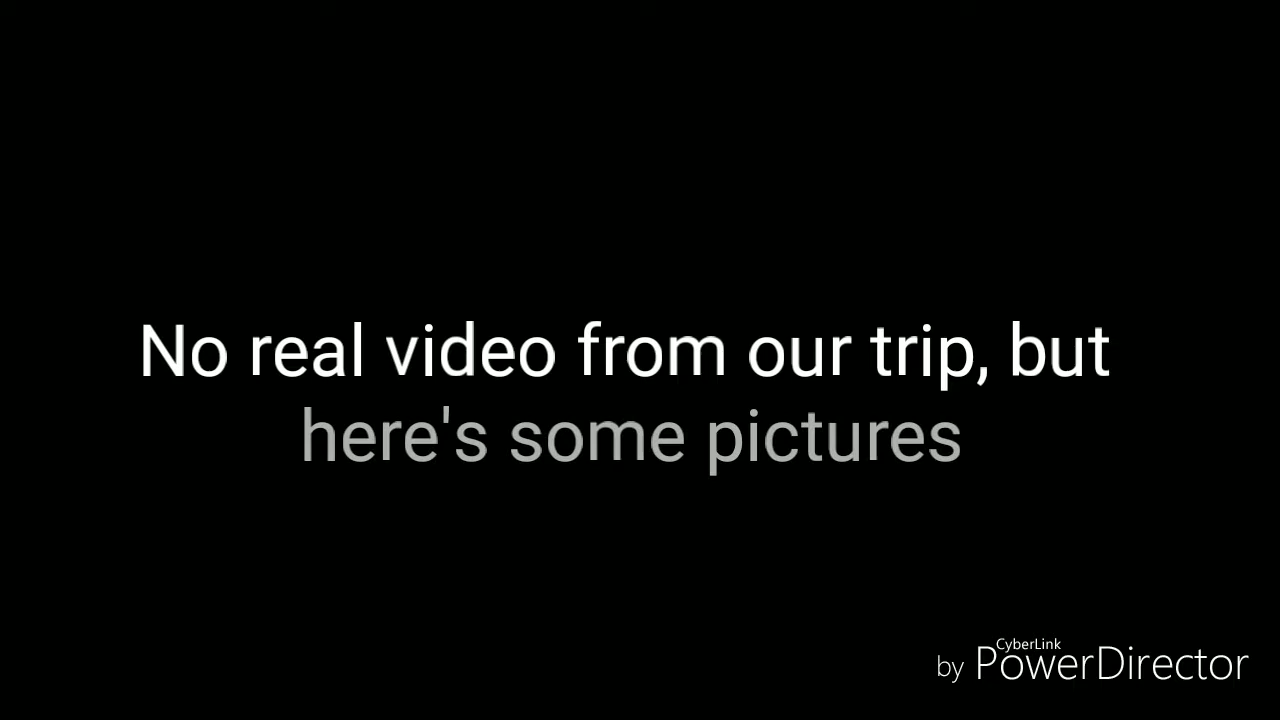 No real video from our trip, but
here's some pictures
CyberLink
by PowerDirector